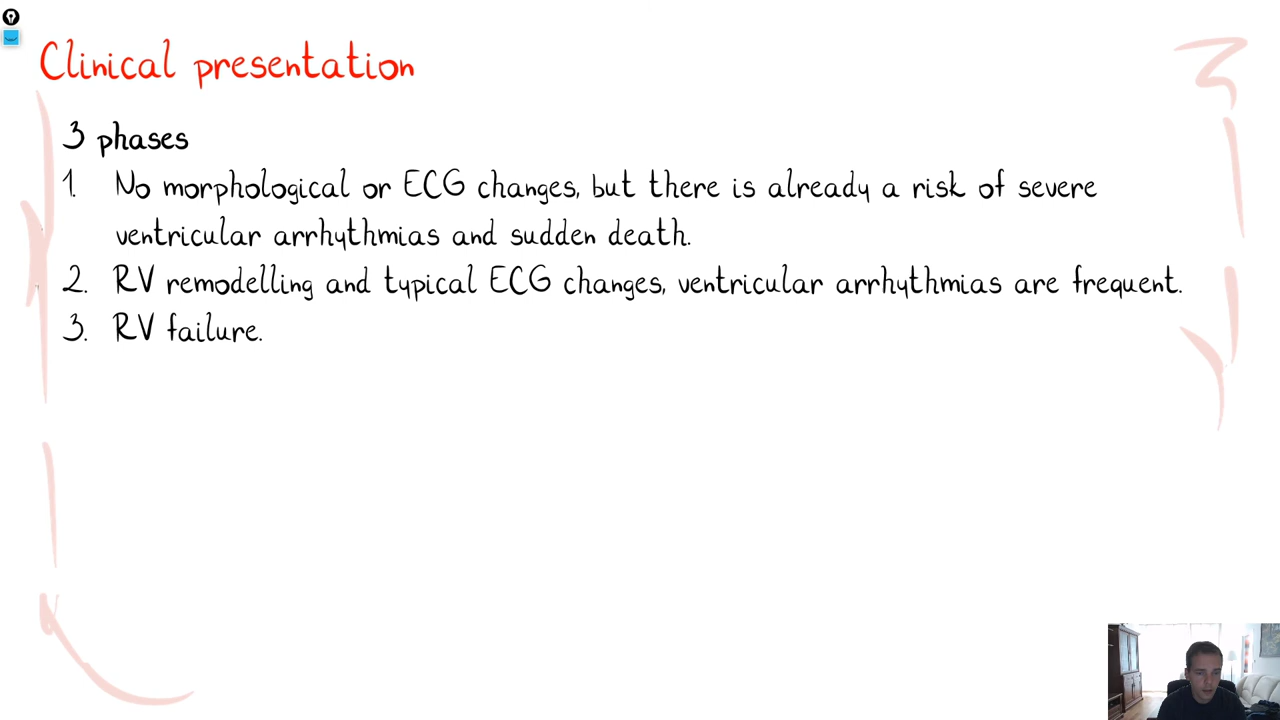 Clinical presentation
3 phases
1. No morphological or ECG changes, but there is already a risk of severe
ventricular arrhythmias and sudden death.
2. RV remodelling and typical ECG changes, ventricular arrhythmias are frequent.
3. RV failure.